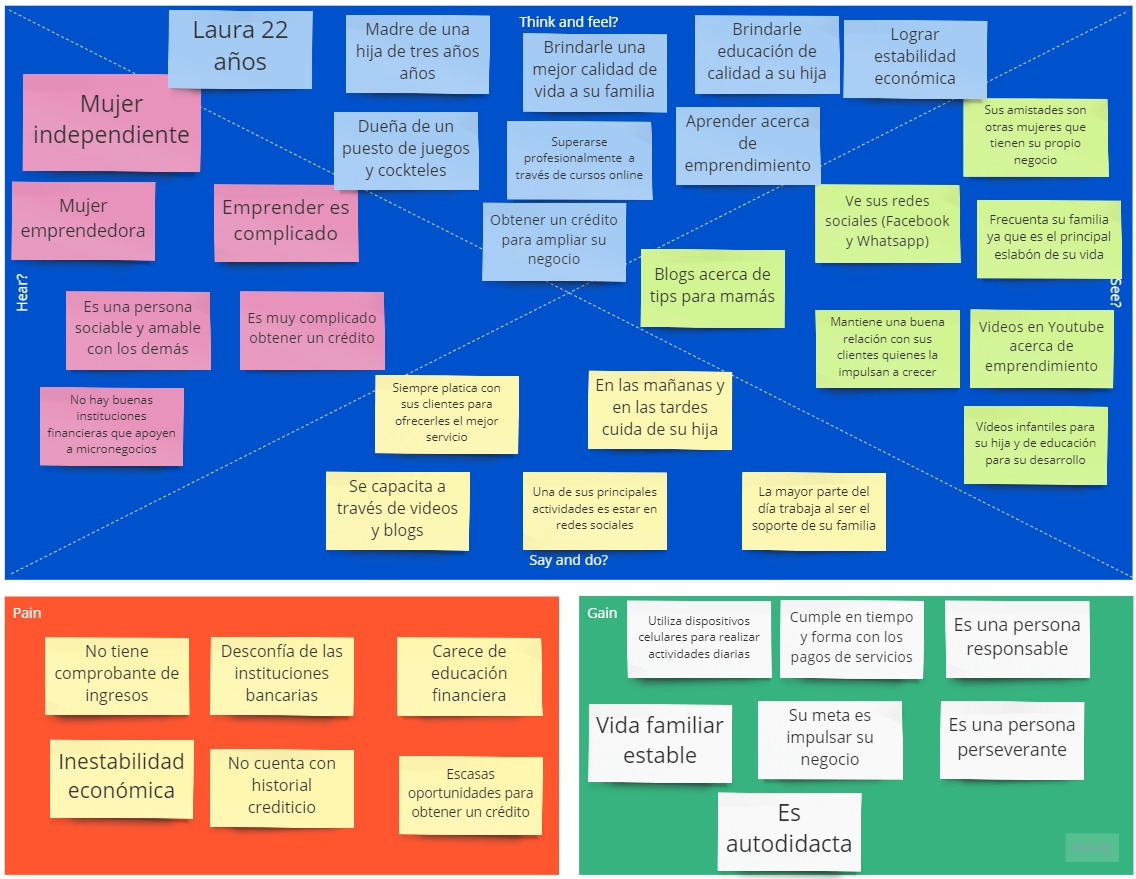 Think and feel?
Laura 22
años
Madre de una
hija de tres años
años
Brindarle una
mejor calidad de
vida a su familia
Brindarle
educación de
calidad a su hija
Lograr
estabilidad
económica
Dueña de un
puesto de juegos
y cockteles
Superarse
profesionalmente a
través de cursos online
Aprender acerca
de
emprendimiento
Obtener un crédito
para ampliar su
negocio
Hear?
Mujer
independiente
Mujer
emprendedora
Emprender es
complicado
Es una persona
sociable y amable
con los demás
Es muy complicado
obtener un crédito
No hay buenas
instituciones
financieras que apoyen
a micronegocios
See?
Sus amistades son
otras mujeres que
tienen su propio
negocio
Ve sus redes
sociales (Facebook
y Whatsapp)
Frecuenta su familia
ya que es el principal
eslabón de su vida
Blogs acerca de
tips para mamás
Mantiene una buena
relación con sus
clientes quienes la
impulsan a crecer
Videos en Youtube
acerca de
emprendimiento
Vídeos infantiles para
su hija y de educación
para su desarrollo
Siempre platica con
sus clientes para
ofrecerles el mejor
servicio
En las mañanas y
en las tardes
cuida de su hija
Se capacita a
través de videos
y blogs
Una de sus principales
actividades es estar en
redes sociales
La mayor parte del
día trabaja al ser el
soporte de su familia
Say and do?
Pain
No tiene
comprobante de
ingresos
Desconfía de las
instituciones
bancarias
Carece de
educación
financiera
Inestabilidad
económica
No cuenta con
historial
crediticio
Escasas
oportunidades para
obtener un crédito
Gain
Utiliza dispositivos
celulares para realizar
actividades diarias
Cumple en tiempo
y forma con los
pagos de servicios
Es una persona
responsable
Vida familiar
estable
Su meta es
impulsar su
negocio
Es una persona
perseverante
Es
autodidacta